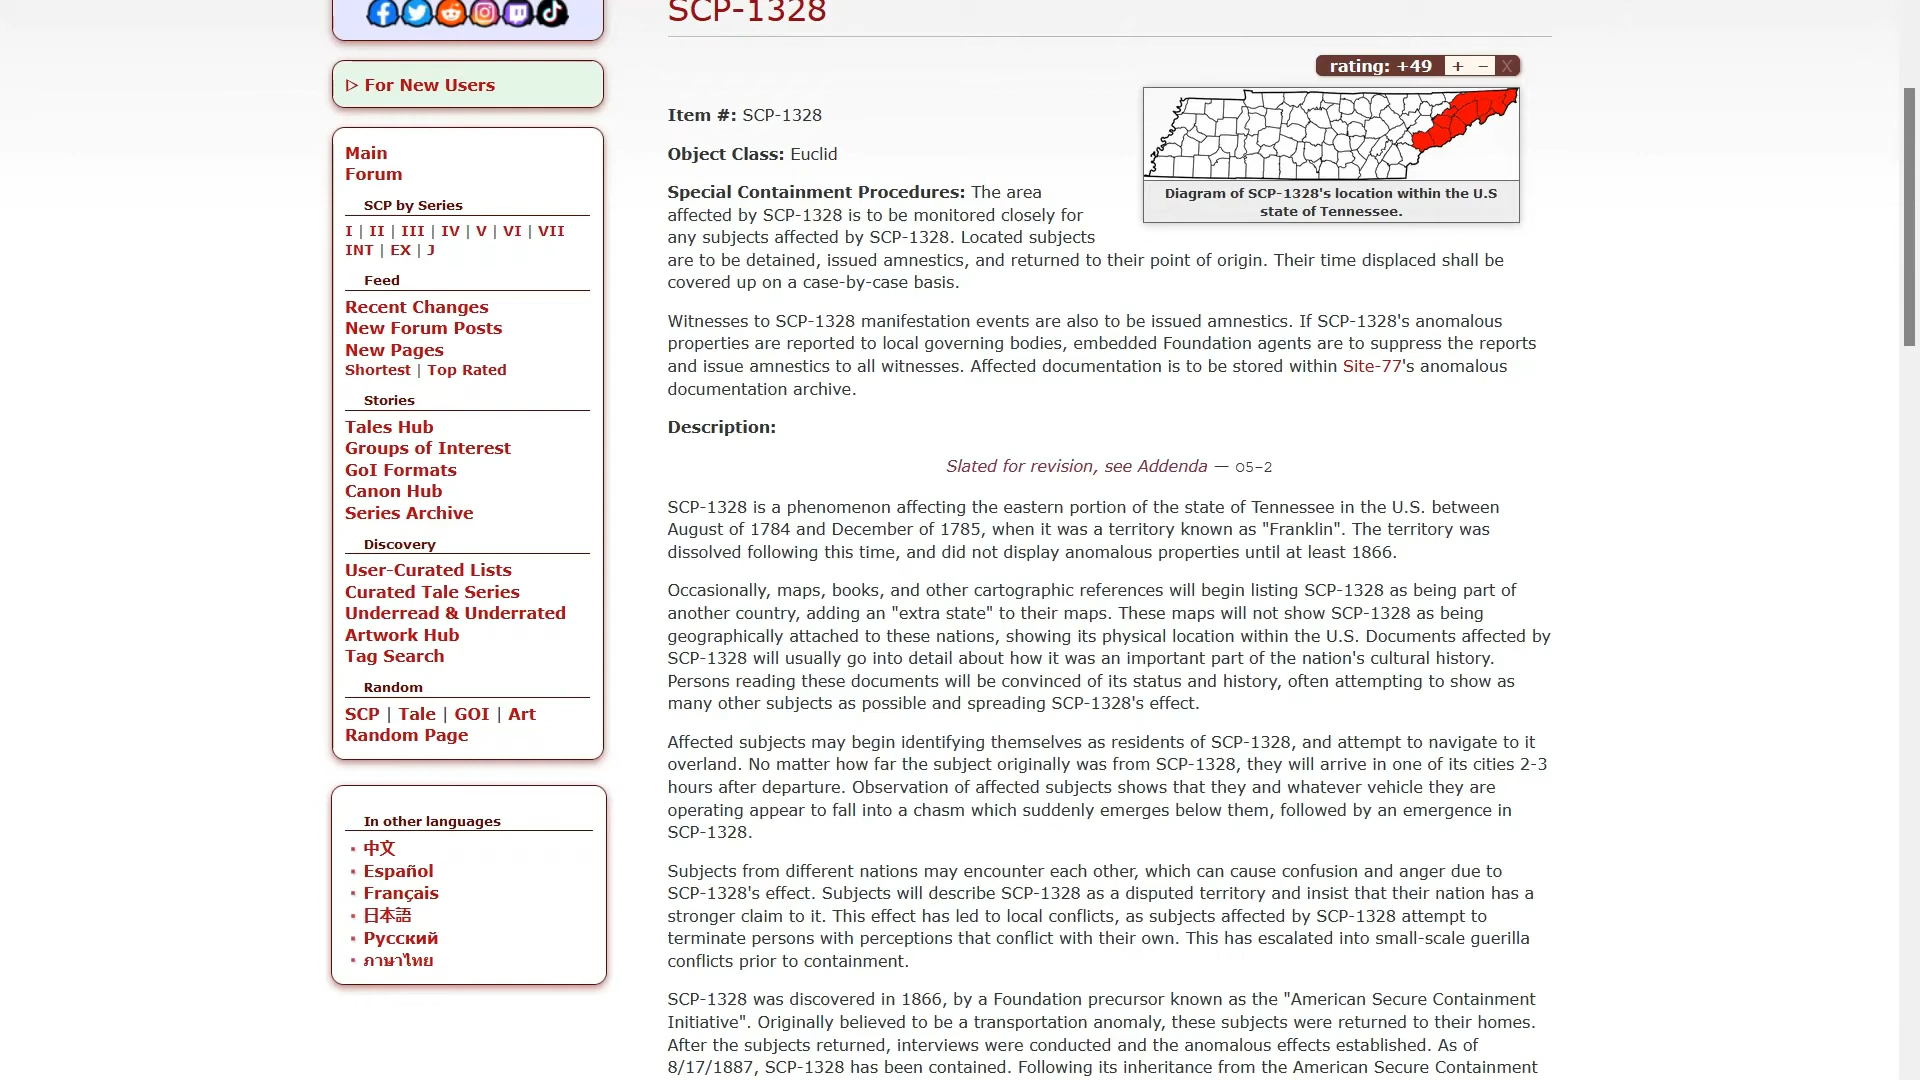 SCP-1328
rating: +49 + − X
▷ For New Users
Main
Forum
SCP by Series
I | II | III | IV | V | VI | VII
INT | EX | J
Feed
Recent Changes
New Forum Posts
New Pages
Shortest | Top Rated
Stories
Tales Hub
Groups of Interest
GoI Formats
Canon Hub
Series Archive
Discovery
User-Curated Lists
Curated Tale Series
Underread & Underrated
Artwork Hub
Tag Search
Random
SCP | Tale | GOI | Art
Random Page
In other languages
中文
Español
Français
日本語
Русский
ภาษาไทย
Item #: SCP-1328
Object Class: Euclid
Diagram of SCP-1328's location within the U.S
state of Tennessee.
Special Containment Procedures: The area
affected by SCP-1328 is to be monitored closely for
any subjects affected by SCP-1328. Located subjects
are to be detained, issued amnestics, and returned to their point of origin. Their time displaced shall be
covered up on a case-by-case basis.
Witnesses to SCP-1328 manifestation events are also to be issued amnestics. If SCP-1328's anomalous
properties are reported to local governing bodies, embedded Foundation agents are to suppress the reports
and issue amnestics to all witnesses. Affected documentation is to be stored within Site-77's anomalous
documentation archive.
Description:
Slated for revision, see Addenda — O5-2
SCP-1328 is a phenomenon affecting the eastern portion of the state of Tennessee in the U.S. between
August of 1784 and December of 1785, when it was a territory known as "Franklin". The territory was
dissolved following this time, and did not display anomalous properties until at least 1866.
Occasionally, maps, books, and other cartographic references will begin listing SCP-1328 as being part of
another country, adding an "extra state" to their maps. These maps will not show SCP-1328 as being
geographically attached to these nations, showing its physical location within the U.S. Documents affected by
SCP-1328 will usually go into detail about how it was an important part of the nation's cultural history.
Persons reading these documents will be convinced of its status and history, often attempting to show as
many other subjects as possible and spreading SCP-1328's effect.
Affected subjects may begin identifying themselves as residents of SCP-1328, and attempt to navigate to it
overland. No matter how far the subject originally was from SCP-1328, they will arrive in one of its cities 2-3
hours after departure. Observation of affected subjects shows that they and whatever vehicle they are
operating appear to fall into a chasm which suddenly emerges below them, followed by an emergence in
SCP-1328.
Subjects from different nations may encounter each other, which can cause confusion and anger due to
SCP-1328's effect. Subjects will describe SCP-1328 as a disputed territory and insist that their nation has a
stronger claim to it. This effect has led to local conflicts, as subjects affected by SCP-1328 attempt to
terminate persons with perceptions that conflict with their own. This has escalated into small-scale guerilla
conflicts prior to containment.
SCP-1328 was discovered in 1866, by a Foundation precursor known as the "American Secure Containment
Initiative". Originally believed to be a transportation anomaly, these subjects were returned to their homes.
After the subjects returned, interviews were conducted and the anomalous effects established. As of
8/17/1887, SCP-1328 has been contained. Following its inheritance from the American Secure Containment